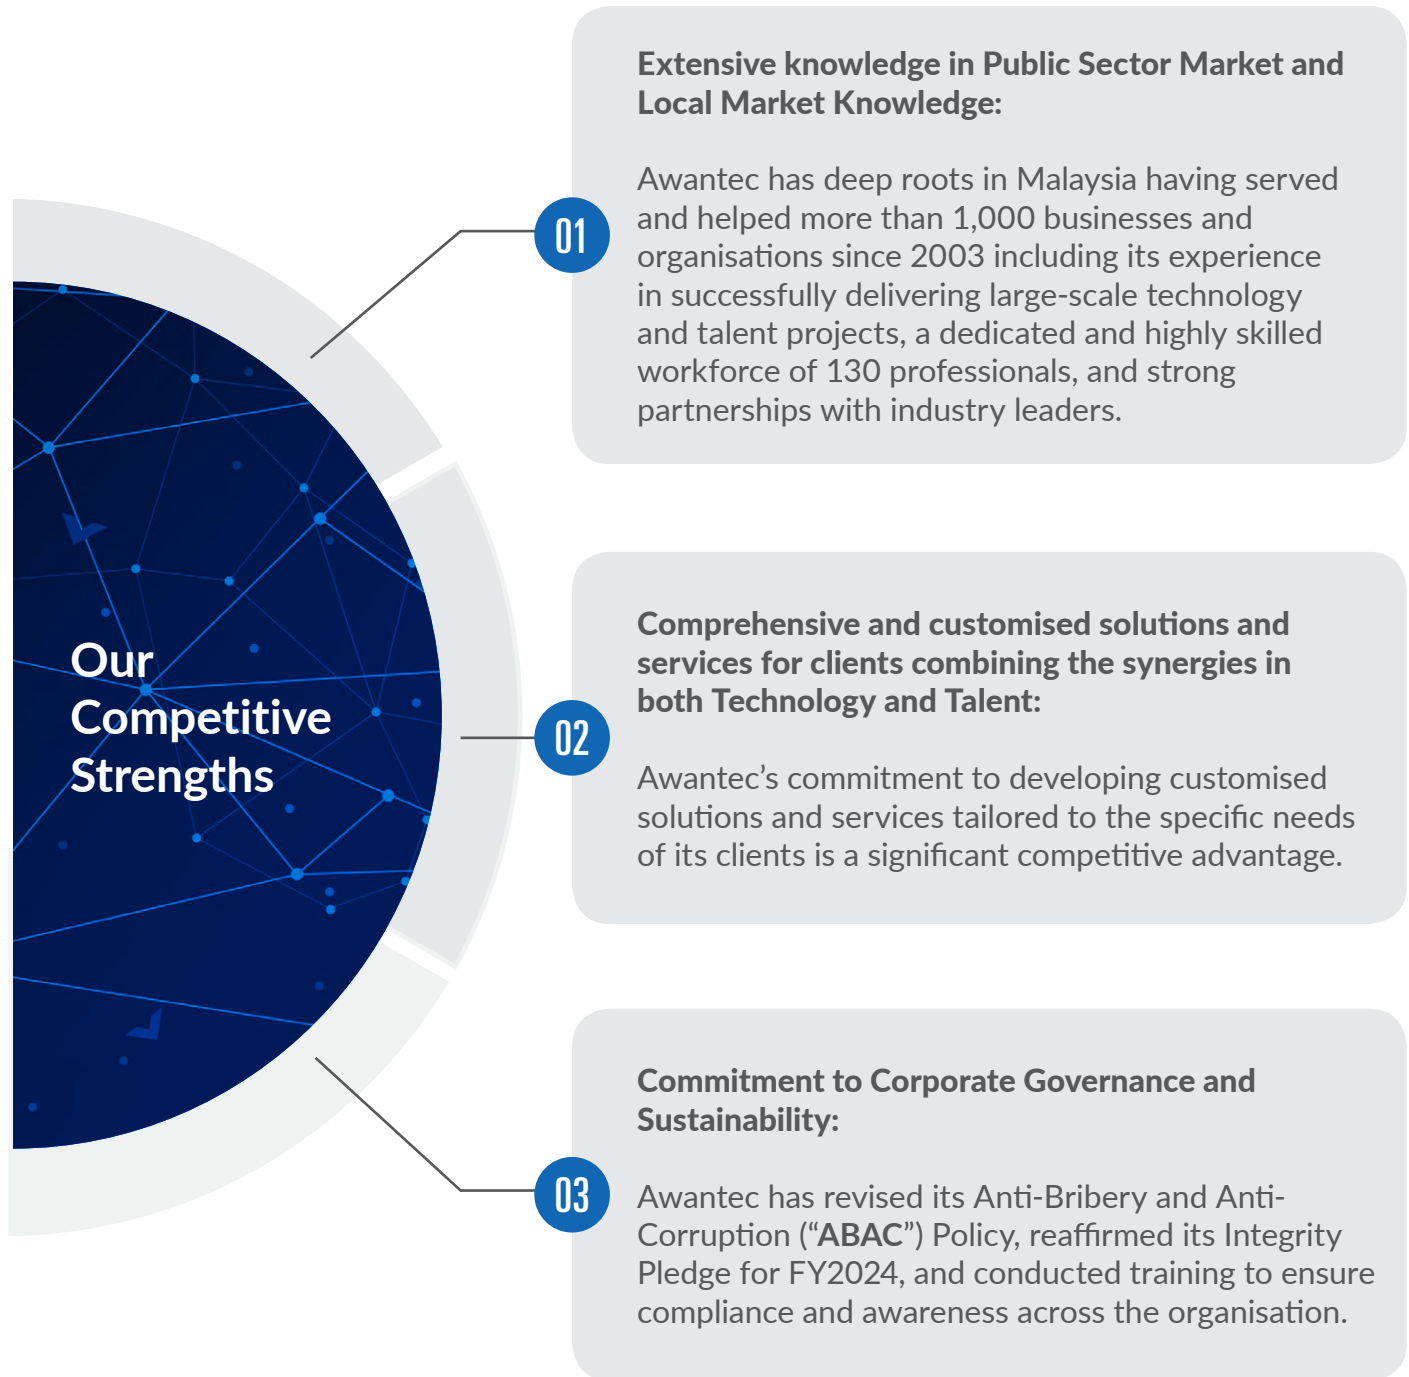 Our
Competitive
Strengths
01
Extensive knowledge in Public Sector Market and
Local Market Knowledge:
Awantec has deep roots in Malaysia having served
and helped more than 1,000 businesses and
organisations since 2003 including its experience
in successfully delivering large-scale technology
and talent projects, a dedicated and highly skilled
workforce of 130 professionals, and strong
partnerships with industry leaders.
02
Comprehensive and customised solutions and
services for clients combining the synergies in
both Technology and Talent:
Awantec’s commitment to developing customised
solutions and services tailored to the specific needs
of its clients is a significant competitive advantage.
03
Commitment to Corporate Governance and
Sustainability:
Awantec has revised its Anti-Bribery and Anti-
Corruption (“ABAC”) Policy, reaffirmed its Integrity
Pledge for FY2024, and conducted training to ensure
compliance and awareness across the organisation.